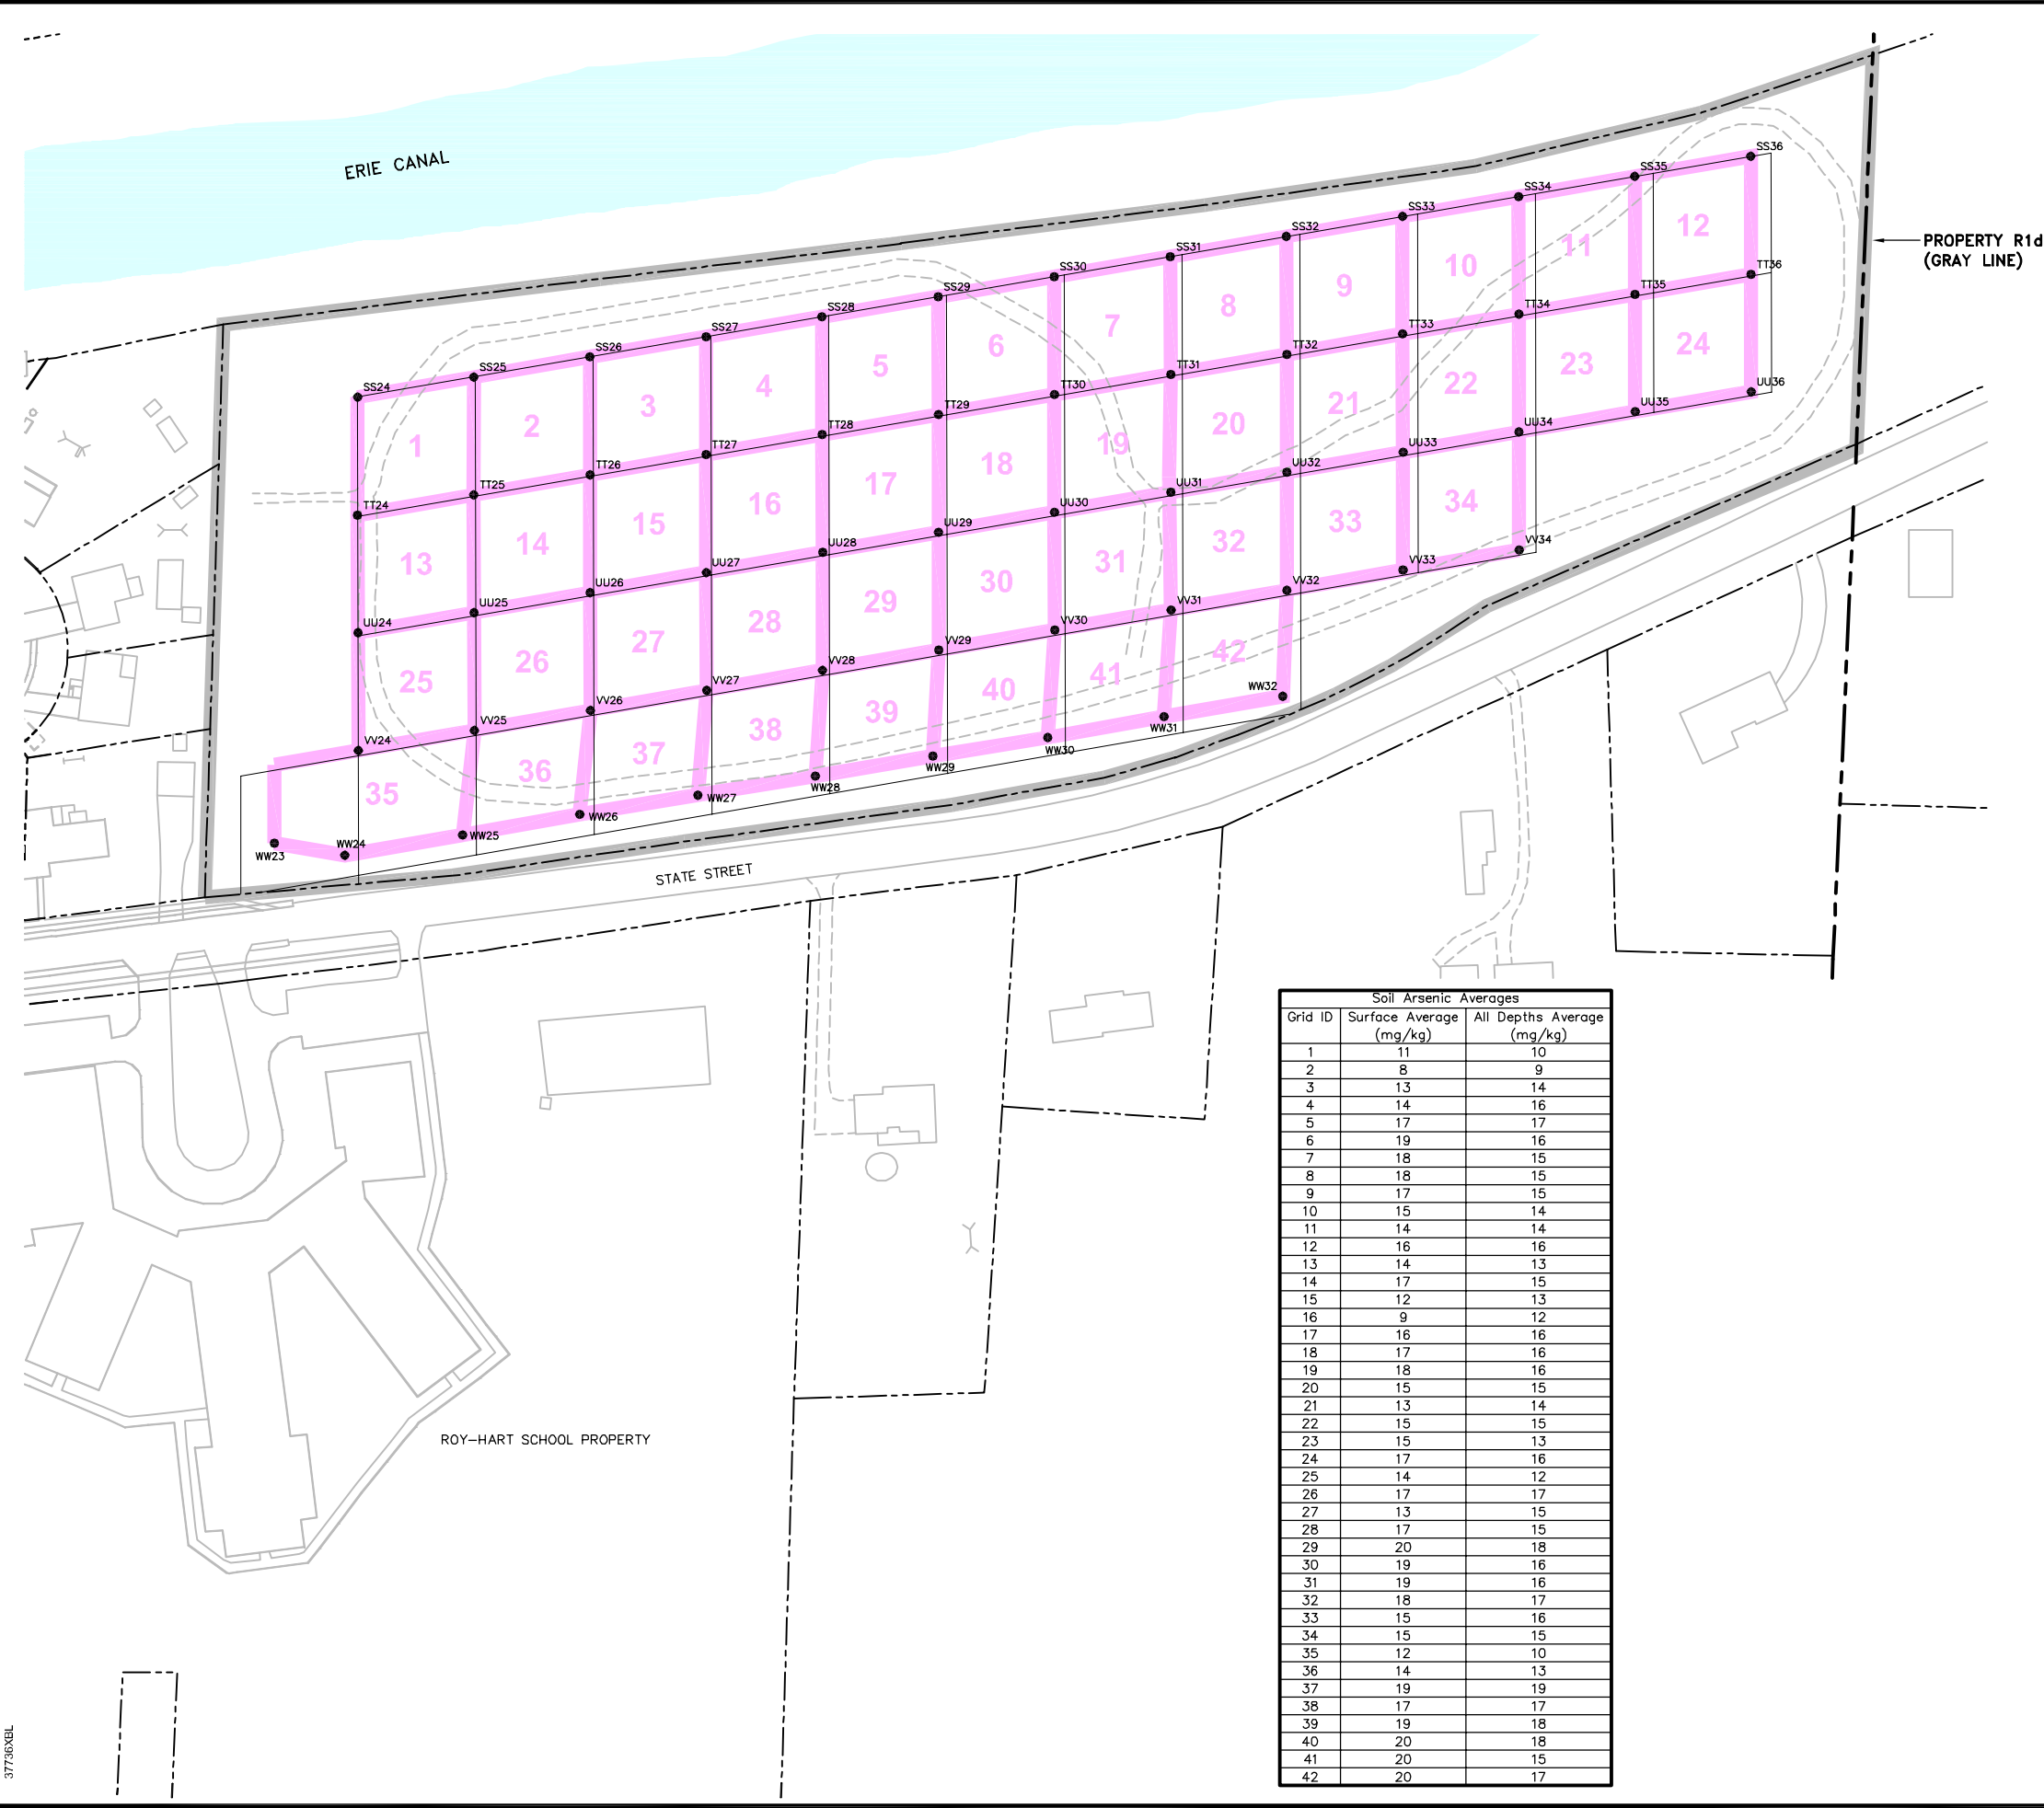 ERIE CANAL
PROPERTY R1d
(GRAY LINE)
SS24
SS25
SS26
SS27
SS28
SS29
SS30
SS31
SS32
SS33
SS34
SS35
SS36
1
2
3
4
5
6
7
8
9
10
11
12
TT24
TT25
TT26
TT27
TT28
TT29
TT30
TT31
TT32
TT33
TT34
TT35
TT36
13
14
15
16
17
18
19
20
21
22
23
24
UU24
UU25
UU26
UU27
UU28
UU29
UU30
UU31
UU32
UU33
UU34
UU35
UU36
25
26
27
28
29
30
31
32
33
34
VV24
VV25
VV26
VV27
VV28
VV29
VV30
VV31
VV32
VV33
VV34
35
36
37
38
39
40
41
42
WW23
WW24
WW25
WW26
WW27
WW28
WW29
WW30
WW31
WW32
STATE STREET
ROY-HART SCHOOL PROPERTY
Soil Arsenic Averages
Grid ID Surface Average (mg/kg) All Depths Average (mg/kg)
1 11 10
2 8 9
3 13 14
4 14 16
5 17 17
6 19 16
7 18 15
8 18 15
9 17 15
10 15 14
11 14 14
12 16 16
13 14 13
14 17 15
15 12 13
16 9 12
17 16 16
18 17 16
19 18 16
20 15 15
21 13 14
22 15 15
23 15 13
24 17 16
25 14 12
26 17 17
27 13 15
28 17 15
29 20 18
30 19 16
31 19 16
32 18 17
33 15 16
34 15 15
35 12 10
36 14 13
37 19 19
38 17 17
39 19 18
40 20 18
41 20 15
42 20 17
37736XBL